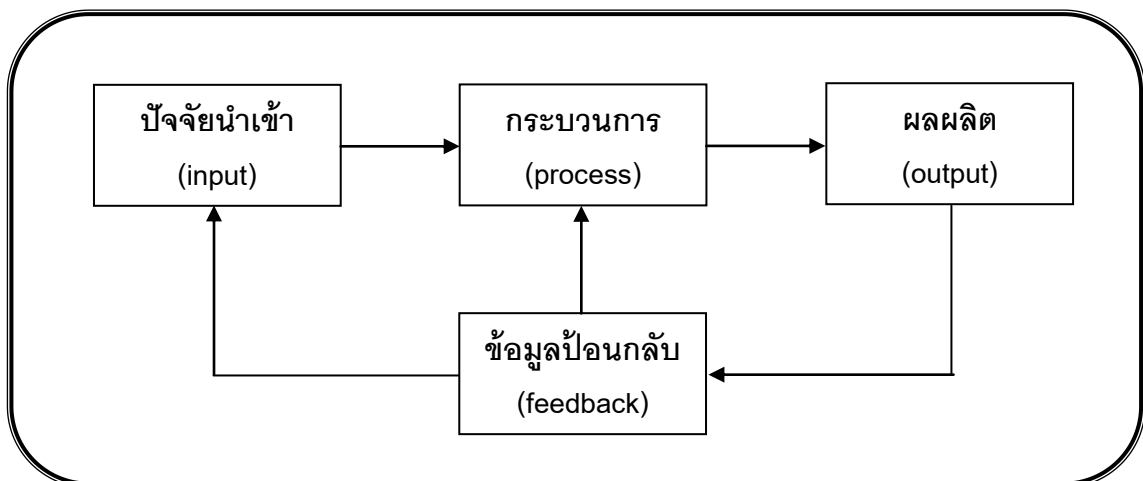 ปัจจัยนำเข้า
(input)
กระบวนการ
(process)
ผลผลิต
(output)
ข้อมูลป้อนกลับ
(feedback)